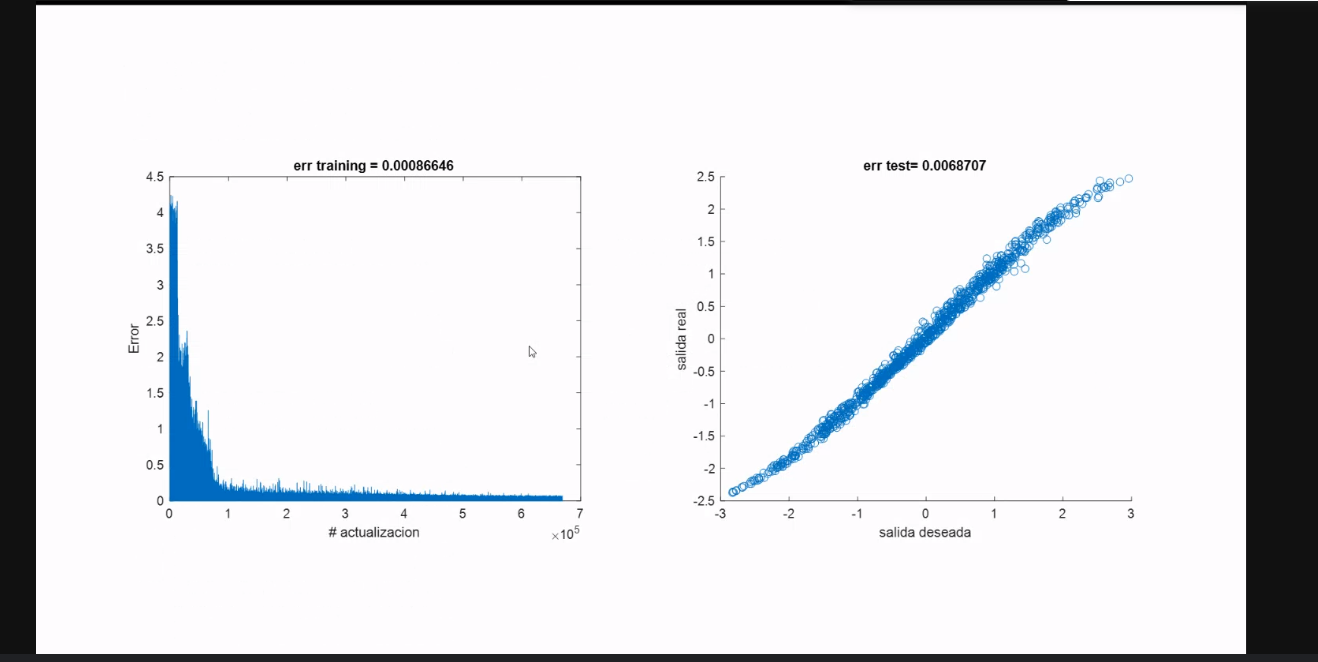 err training = 0.00086646
4.5
4
3.5
3
2.5
2
1.5
1
0.5
0
Error
0 1 2 3 4 5 6 7
# actualizacion
×10⁵
err test= 0.0068707
2.5
2
1.5
1
0.5
0
-0.5
-1
-1.5
-2
-2.5
salida real
-3 -2 -1 0 1 2 3
salida deseada